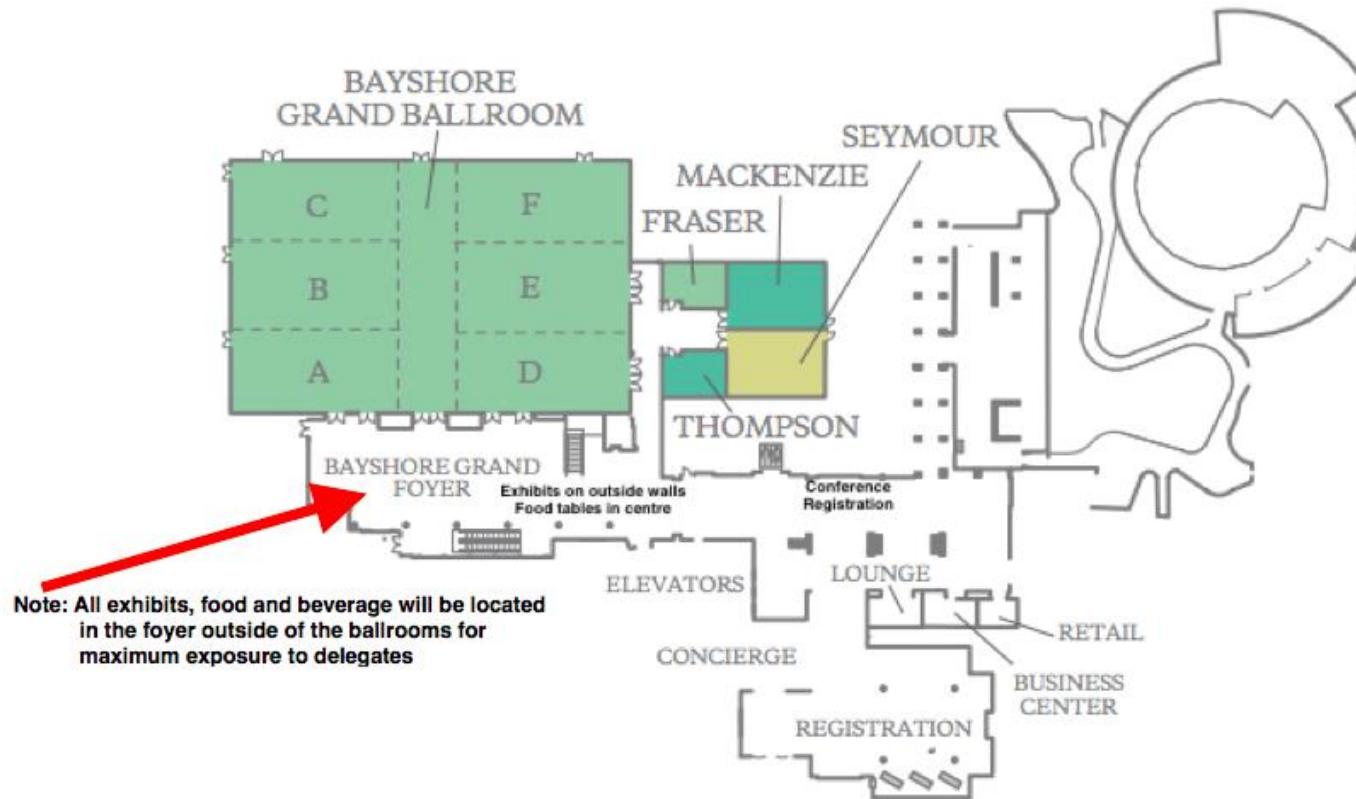 BAYSHORE
GRAND BALLROOM
SEYMOUR
MACKENZIE
FRASER
C
F
B
E
A
D
THOMPSON
BAYSHORE GRAND
FOYER
Exhibits on outside walls
Food tables in centre
Conference
Registration
ELEVATORS
LOUNGE
Note: All exhibits, food and beverage will be located
in the foyer outside of the ballrooms for
maximum exposure to delegates
RETAIL
CONCIERGE
BUSINESS
CENTER
REGISTRATION